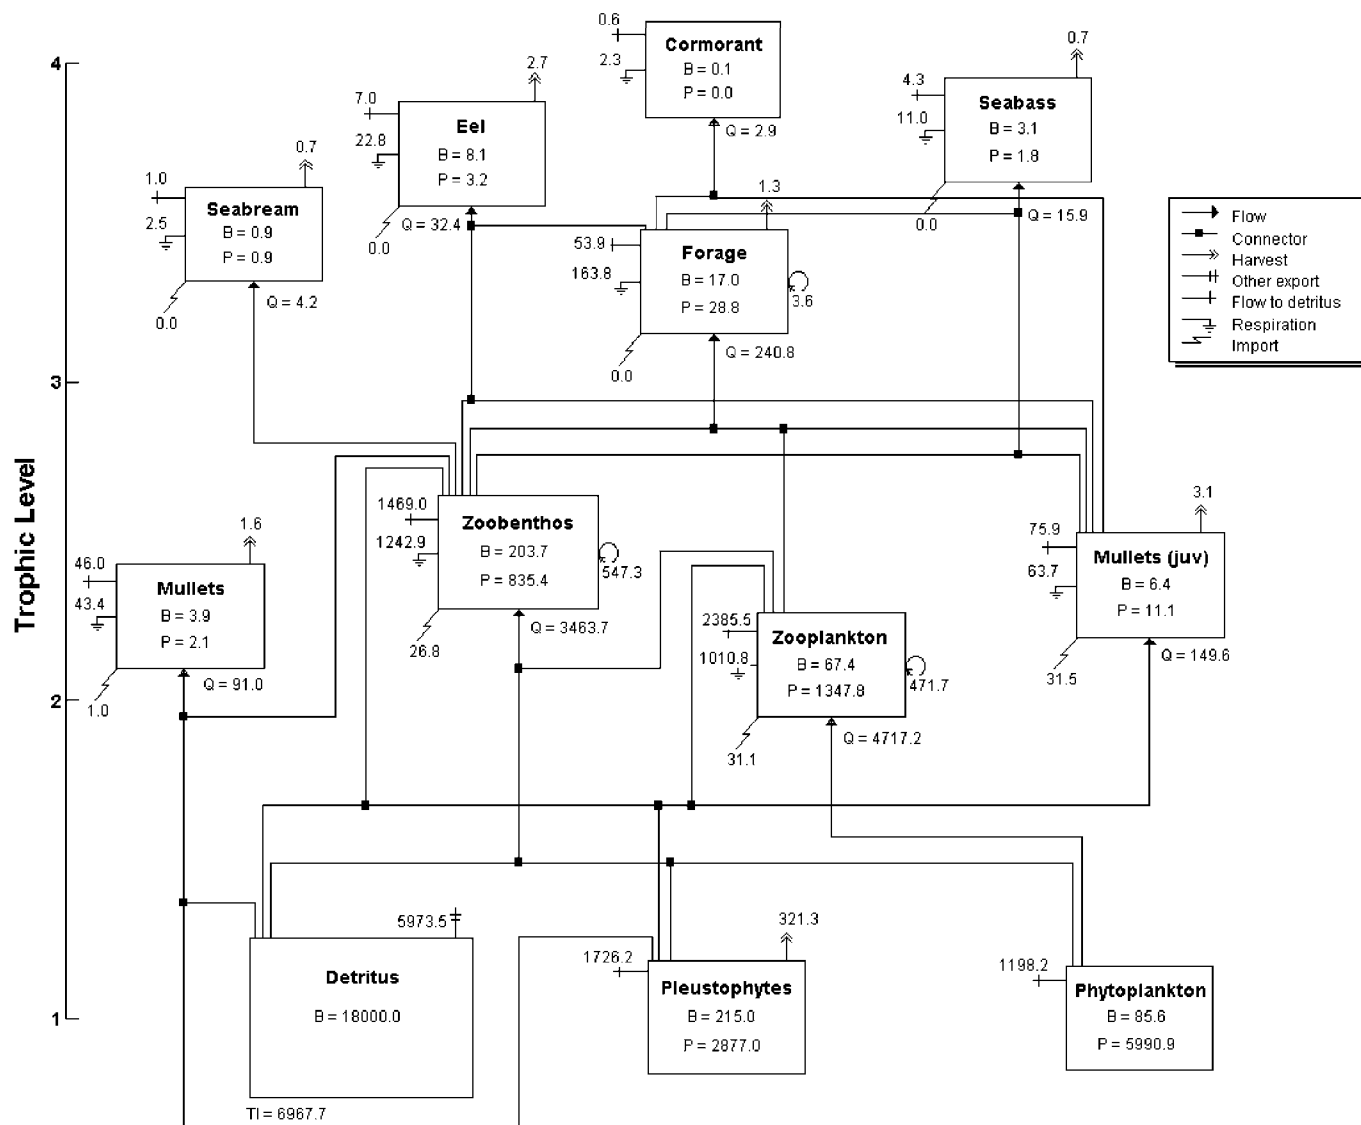 Trophic Level
4
3
2
1
0.6
2.3
Cormorant
B = 0.1
P = 0.0
Q = 2.9
2.7
7.0
22.8
Eel
B = 8.1
P = 3.2
0.0
Q = 32.4
0.7
4.3
11.0
Seabass
B = 3.1
P = 1.8
0.0
Q = 15.9
0.7
1.0
2.5
Seabream
B = 0.9
P = 0.9
0.0
Q = 4.2
1.3
53.9
163.8
Forage
B = 17.0
P = 28.8
3.6
0.0
Q = 240.8
Flow
Connector
Harvest
Other export
Flow to detritus
Respiration
Import
1469.0
1242.9
Zoobenthos
B = 203.7
P = 835.4
547.3
26.8
Q = 3463.7
3.1
75.9
63.7
Mullets (juv)
B = 6.4
P = 11.1
31.5
Q = 149.6
1.6
46.0
43.4
Mullets
B = 3.9
P = 2.1
1.0
Q = 91.0
2385.5
1010.8
Zooplankton
B = 67.4
P = 1347.8
471.7
31.1
Q = 4717.2
5973.5
Detritus
B = 18000.0
TI = 6967.7
321.3
1726.2
Pleustophytes
B = 215.0
P = 2877.0
1198.2
Phytoplankton
B = 85.6
P = 5990.9